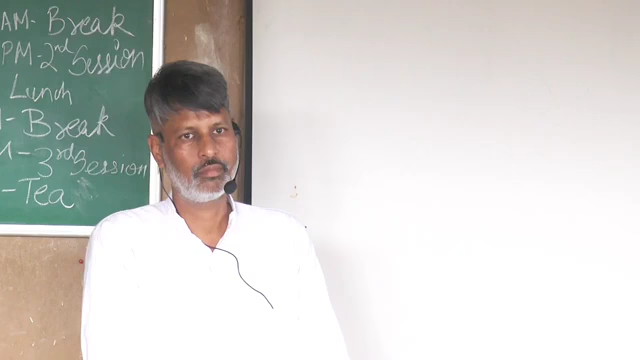 AM- Break
PM-2nd Session
Lunch
- Break
- 3rd Session
-Tea